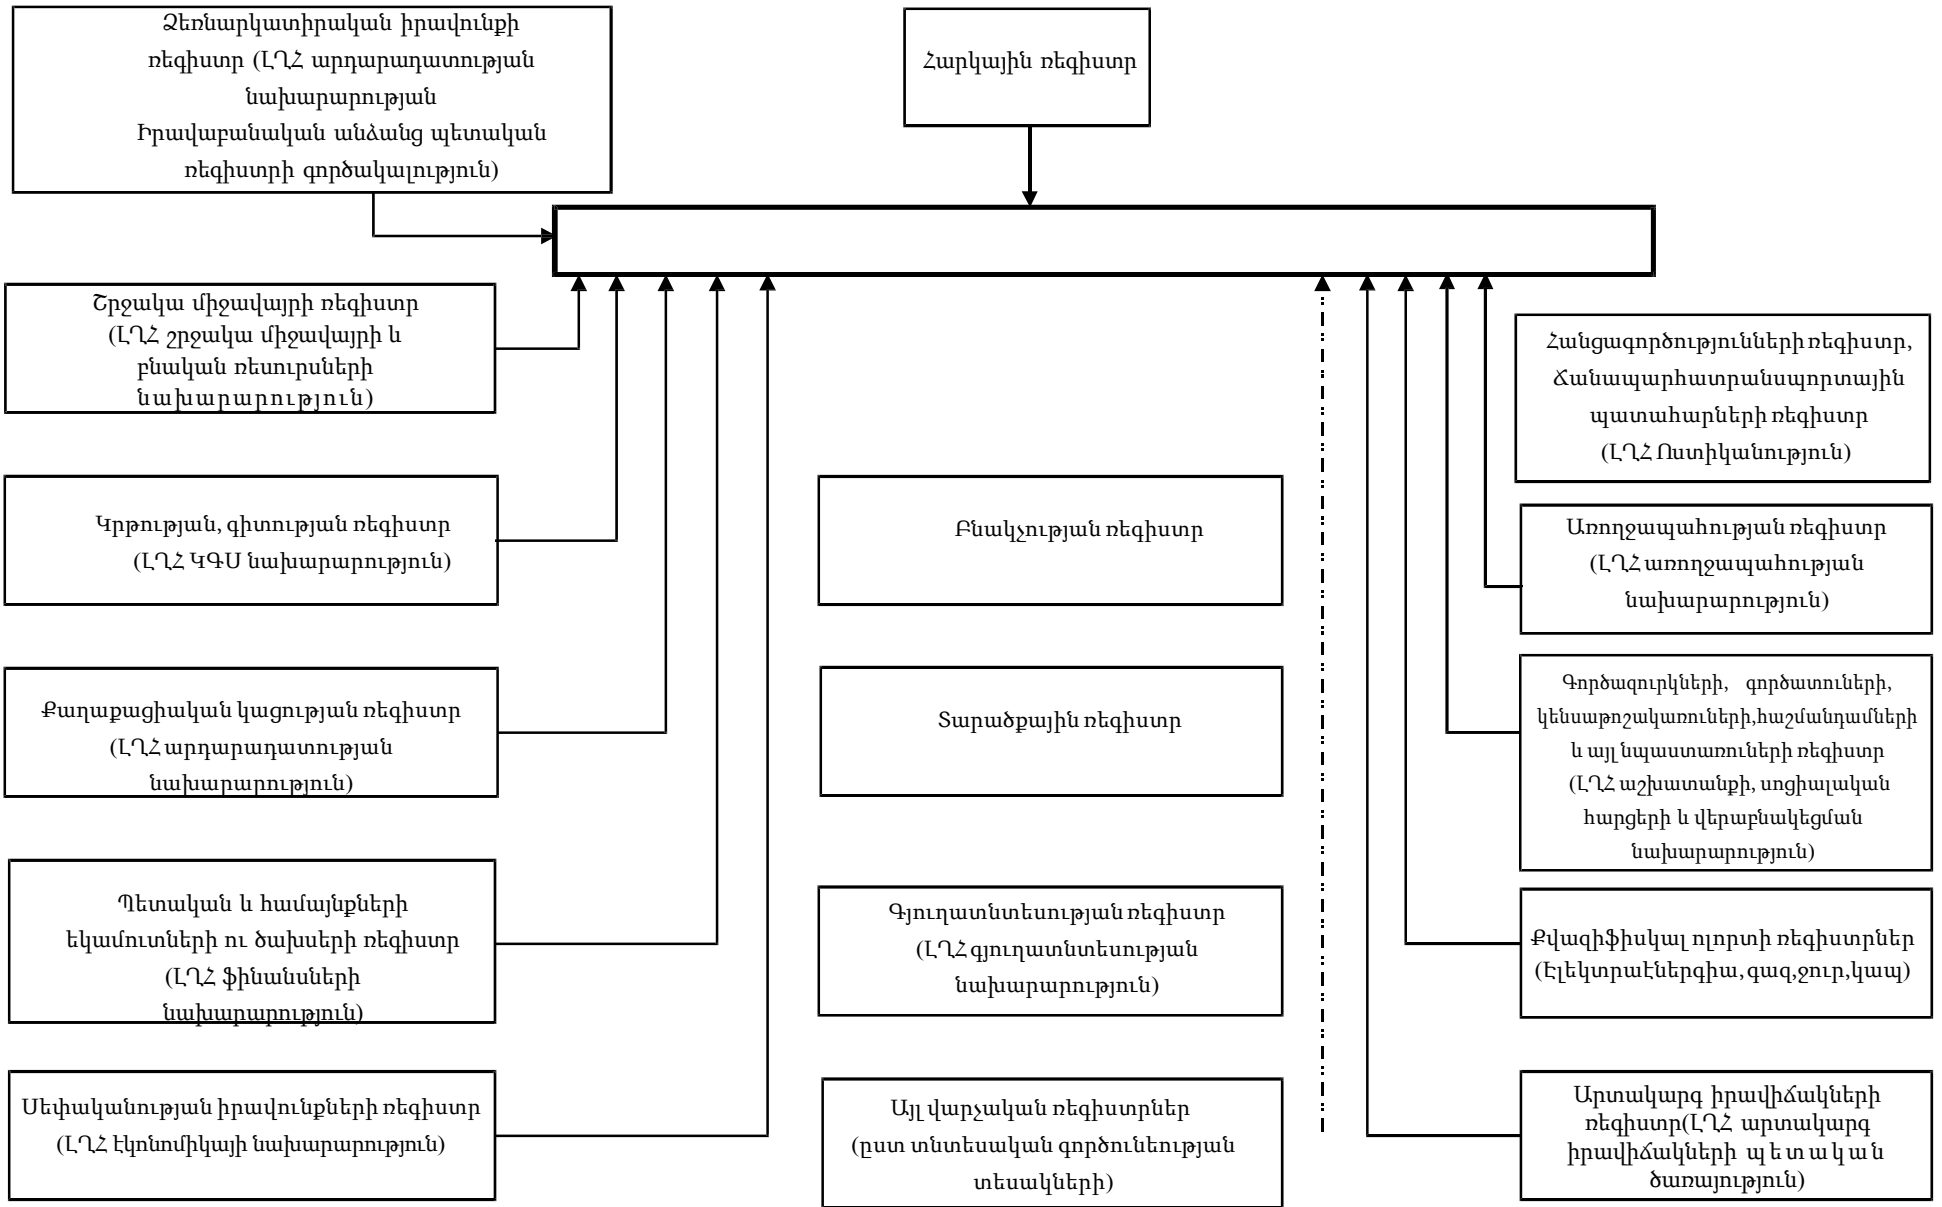 Ձեռնարկատիրական իրավունքի
ռեգիստր (ԼՂՀ արդարադատության
նախարարության
Իրավաբանական անձանց պետական
ռեգիստրի գործակալություն)
Հարկային ռեգիստր
Շրջակա միջավայրի ռեգիստր
(ԼՂՀ շրջակա միջավայրի և
բնական ռեսուրսների
նախարարություն)
Կրթության, գիտության ռեգիստր
(ԼՂՀ ԿԳՍ նախարարություն)
Քաղաքացիական կացության ռեգիստր
(ԼՂՀ արդարադատության
նախարարություն)
Պետական և համայնքների
եկամուտների ու ծախսերի ռեգիստր
(ԼՂՀ ֆինանսների
նախարարություն)
Սեփականության իրավունքների ռեգիստր
(ԼՂՀ էկոնոմիկայի նախարարություն)
Բնակչության ռեգիստր
Տարածքային ռեգիստր
Գյուղատնտեսության ռեգիստր
(ԼՂՀ գյուղատնտեսության
նախարարություն)
Այլ վարչական ռեգիստրներ
(ըստ տնտեսական գործունեության
տեսակների)
Հանցագործությունների ռեգիստր,
Ճանապարհատրանսպորտային
պատահարների ռեգիստր
(ԼՂՀ Ոստիկանություն)
Առողջապահության ռեգիստր
(ԼՂՀ առողջապահության
նախարարություն)
Գործազուրկների, գործատուների,
կենսաթոշակառուների,հաշմանդամների
և այլ նպաստառուների ռեգիստր
(ԼՂՀ աշխատանքի, սոցիալական
հարցերի և վերաբնակեցման
նախարարություն)
Քվազիֆիսկալ ոլորտի ռեգիստրներ
(Էլեկտրաէներգիա,գազ,ջուր,կապ)
Արտակարգ իրավիճակների
ռեգիստր(ԼՂՀ արտակարգ
իրավիճակների պետական
ծառայություն)